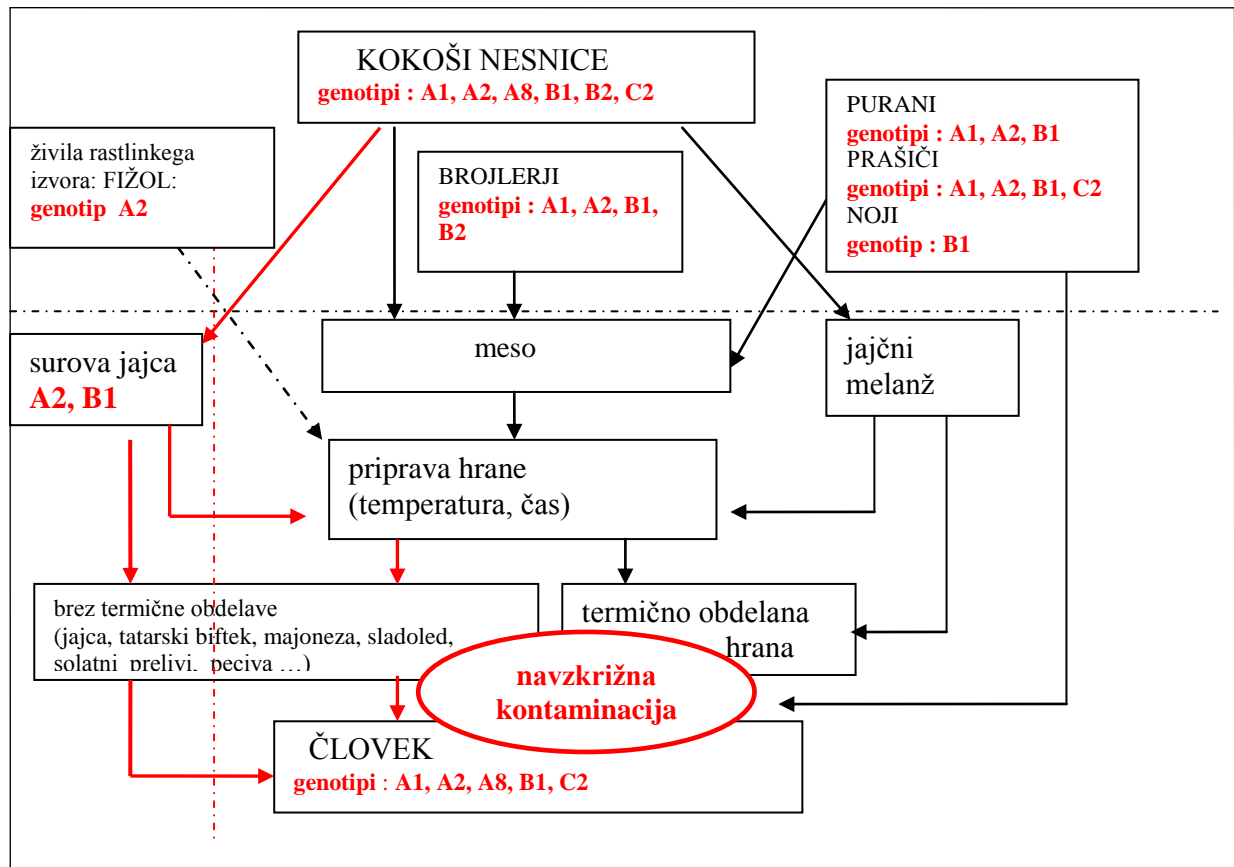 KOKOŠI NESNICE
genotipi : A1, A2, A8, B1, B2, C2
živila rastlinkega
izvora: FIŽOL:
genotip A2
BROJLERJI
genotipi : A1, A2, B1,
B2
PURANI
genotipi : A1, A2, B1
PRAŠIČI
genotipi : A1, A2, B1, C2
NOJI
genotip : B1
surova jajca
A2, B1
meso
jajčni
melanž
priprava hrane
(temperatura, čas)
brez termične obdelave
(jajca, tatarski biftek, majoneza, sladoled,
solatni prelivi, peciva …)
termično obdelana
hrana
navzkrižna
kontaminacija
ČLOVEK
genotipi : A1, A2, A8, B1, C2